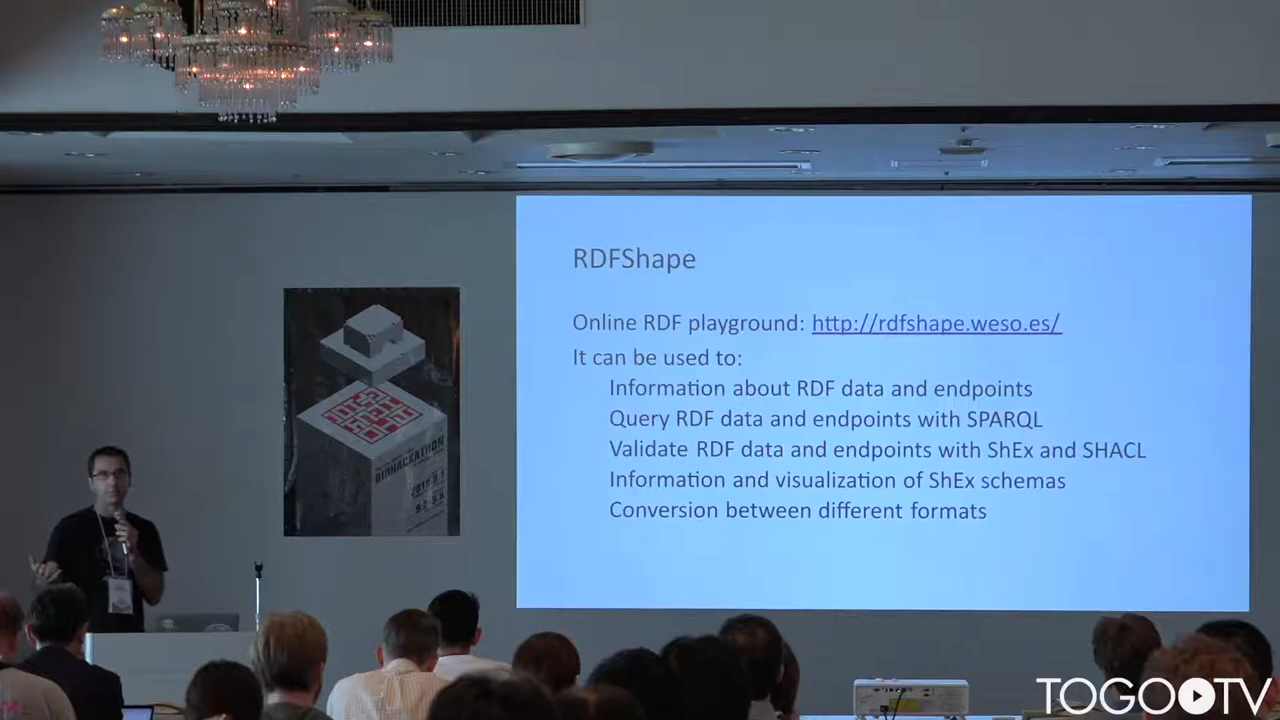 RDFShape
Online RDF playground: http://rdfshape.weso.es/
It can be used to:
Information about RDF data and endpoints
Query RDF data and endpoints with SPARQL
Validate RDF data and endpoints with ShEx and SHACL
Information and visualization of ShEx schemas
Conversion between different formats
BIOHACKATHON
TOGOTV